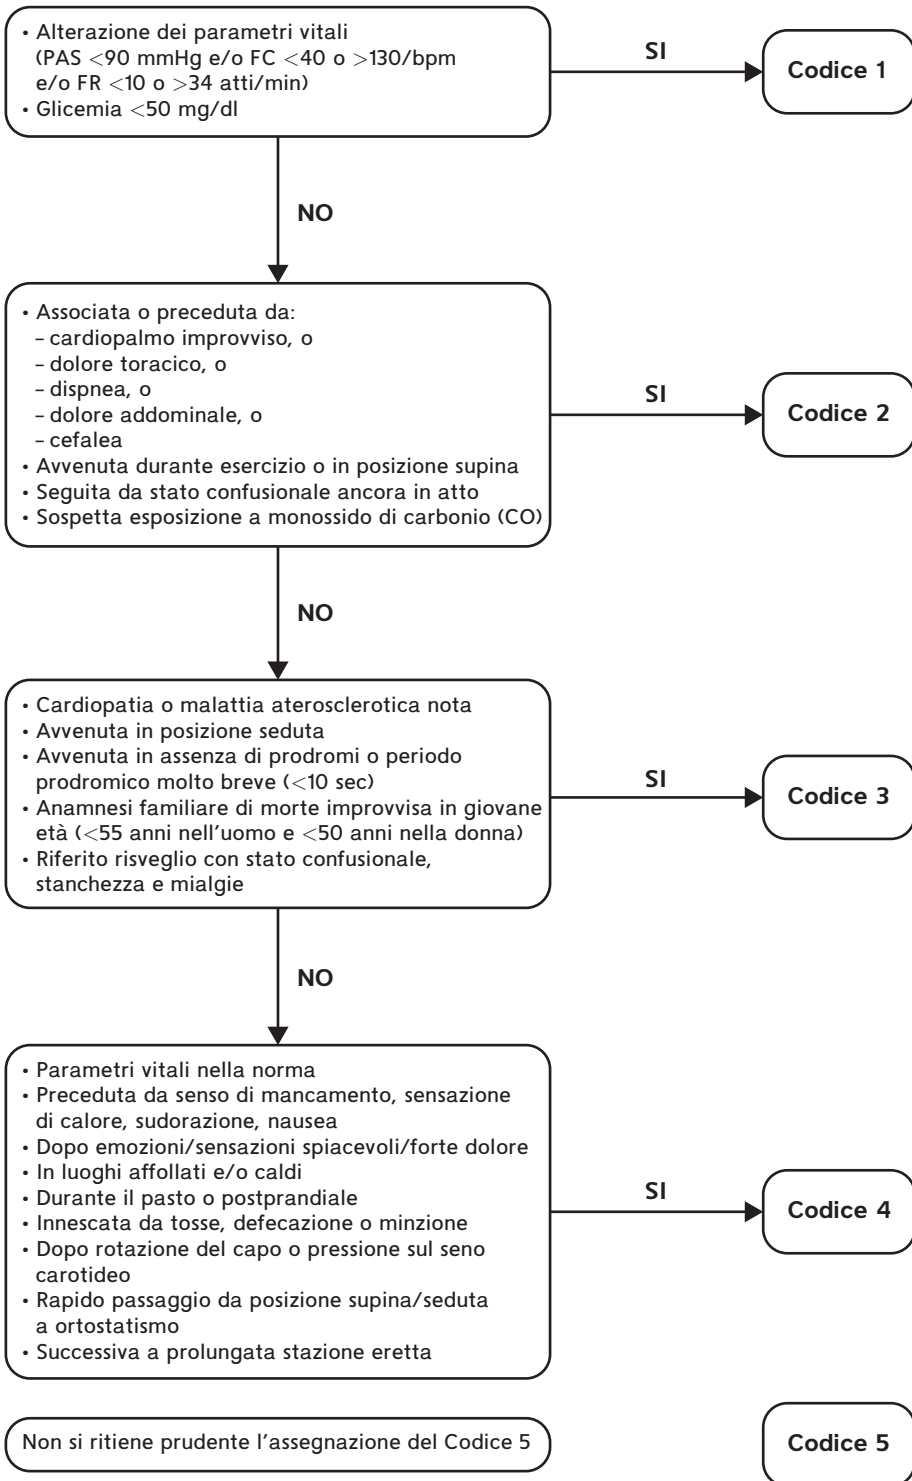 • Alterazione dei parametri vitali
(PAS <90 mmHg e/o FC <40 o >130/bpm
e/o FR <10 o >34 atti/min)
• Glicemia <50 mg/dl
SI
Codice 1
NO
• Associata o preceduta da:
– cardiopalmo improvviso, o
– dolore toracico, o
– dispnea, o
– dolore addominale, o
– cefalea
• Avvenuta durante esercizio o in posizione supina
• Seguita da stato confusionale ancora in atto
• Sospetta esposizione a monossido di carbonio (CO)
SI
Codice 2
NO
• Cardiopatia o malattia aterosclerotica nota
• Avvenuta in posizione seduta
• Avvenuta in assenza di prodromi o periodo
prodromico molto breve (<10 sec)
• Anamnesi familiare di morte improvvisa in giovane
età (<55 anni nell'uomo e <50 anni nella donna)
• Riferito risveglio con stato confusionale,
stanchezza e mialgie
SI
Codice 3
NO
• Parametri vitali nella norma
• Preceduta da senso di mancamento, sensazione
di calore, sudorazione, nausea
• Dopo emozioni/sensazioni spiacevoli/forte dolore
• In luoghi affollati e/o caldi
• Durante il pasto o postprandiale
• Innescata da tosse, defecazione o minzione
• Dopo rotazione del capo o pressione sul seno
carotideo
• Rapido passaggio da posizione supina/seduta
a ortostatismo
• Successiva a prolungata stazione eretta
SI
Codice 4
Non si ritiene prudente l'assegnazione del Codice 5
Codice 5